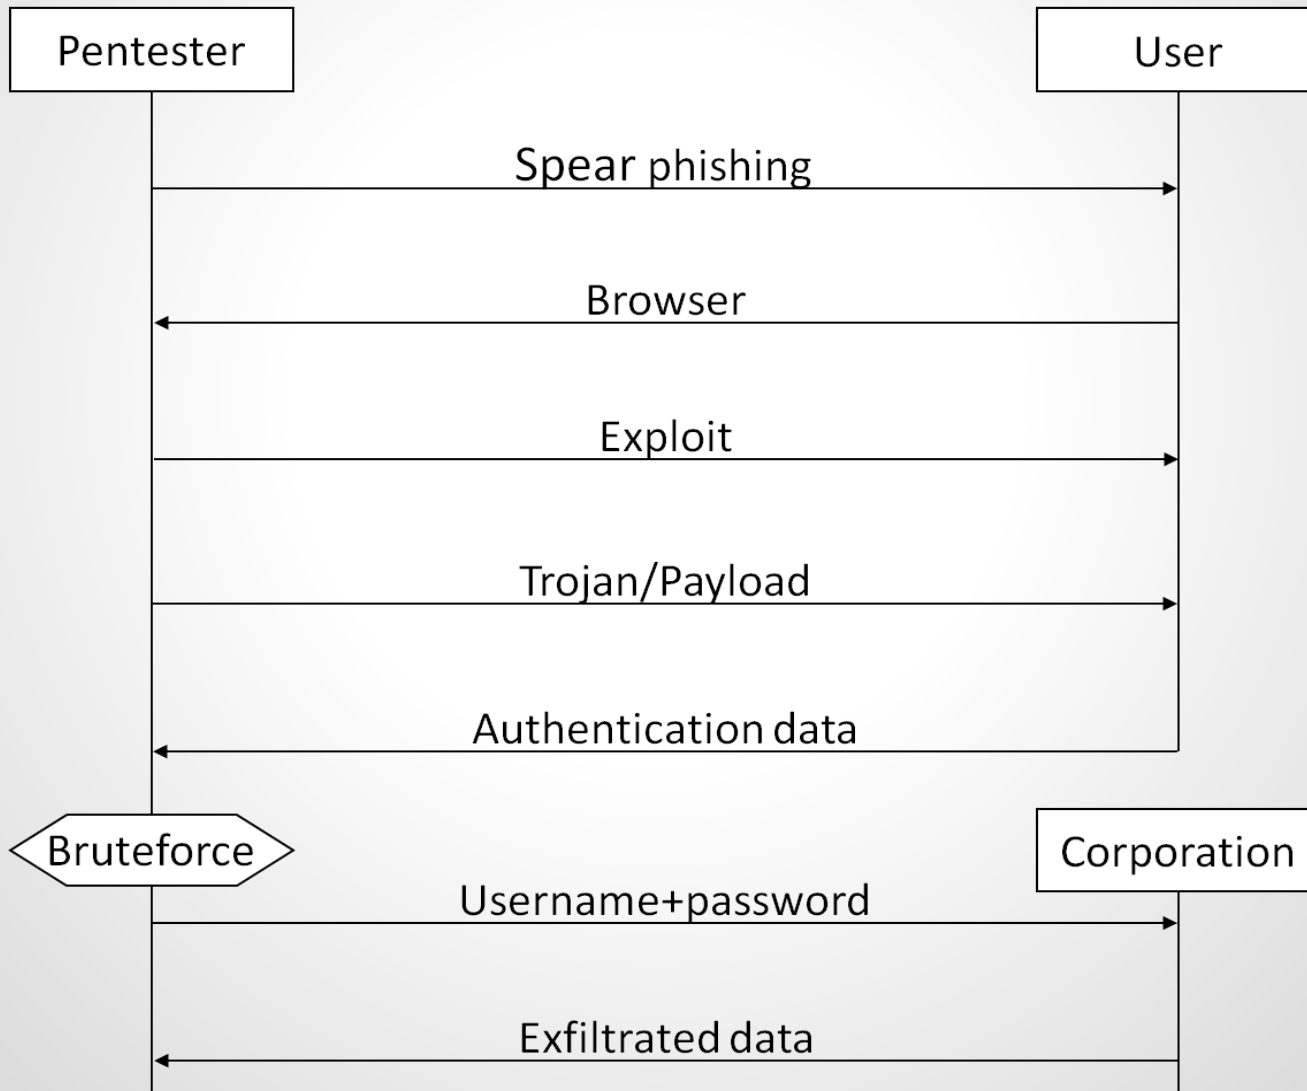 Pentester
User
Spear phishing
Browser
Exploit
Trojan/Payload
Authentication data
Bruteforce
Corporation
Username+password
Exfiltrated data